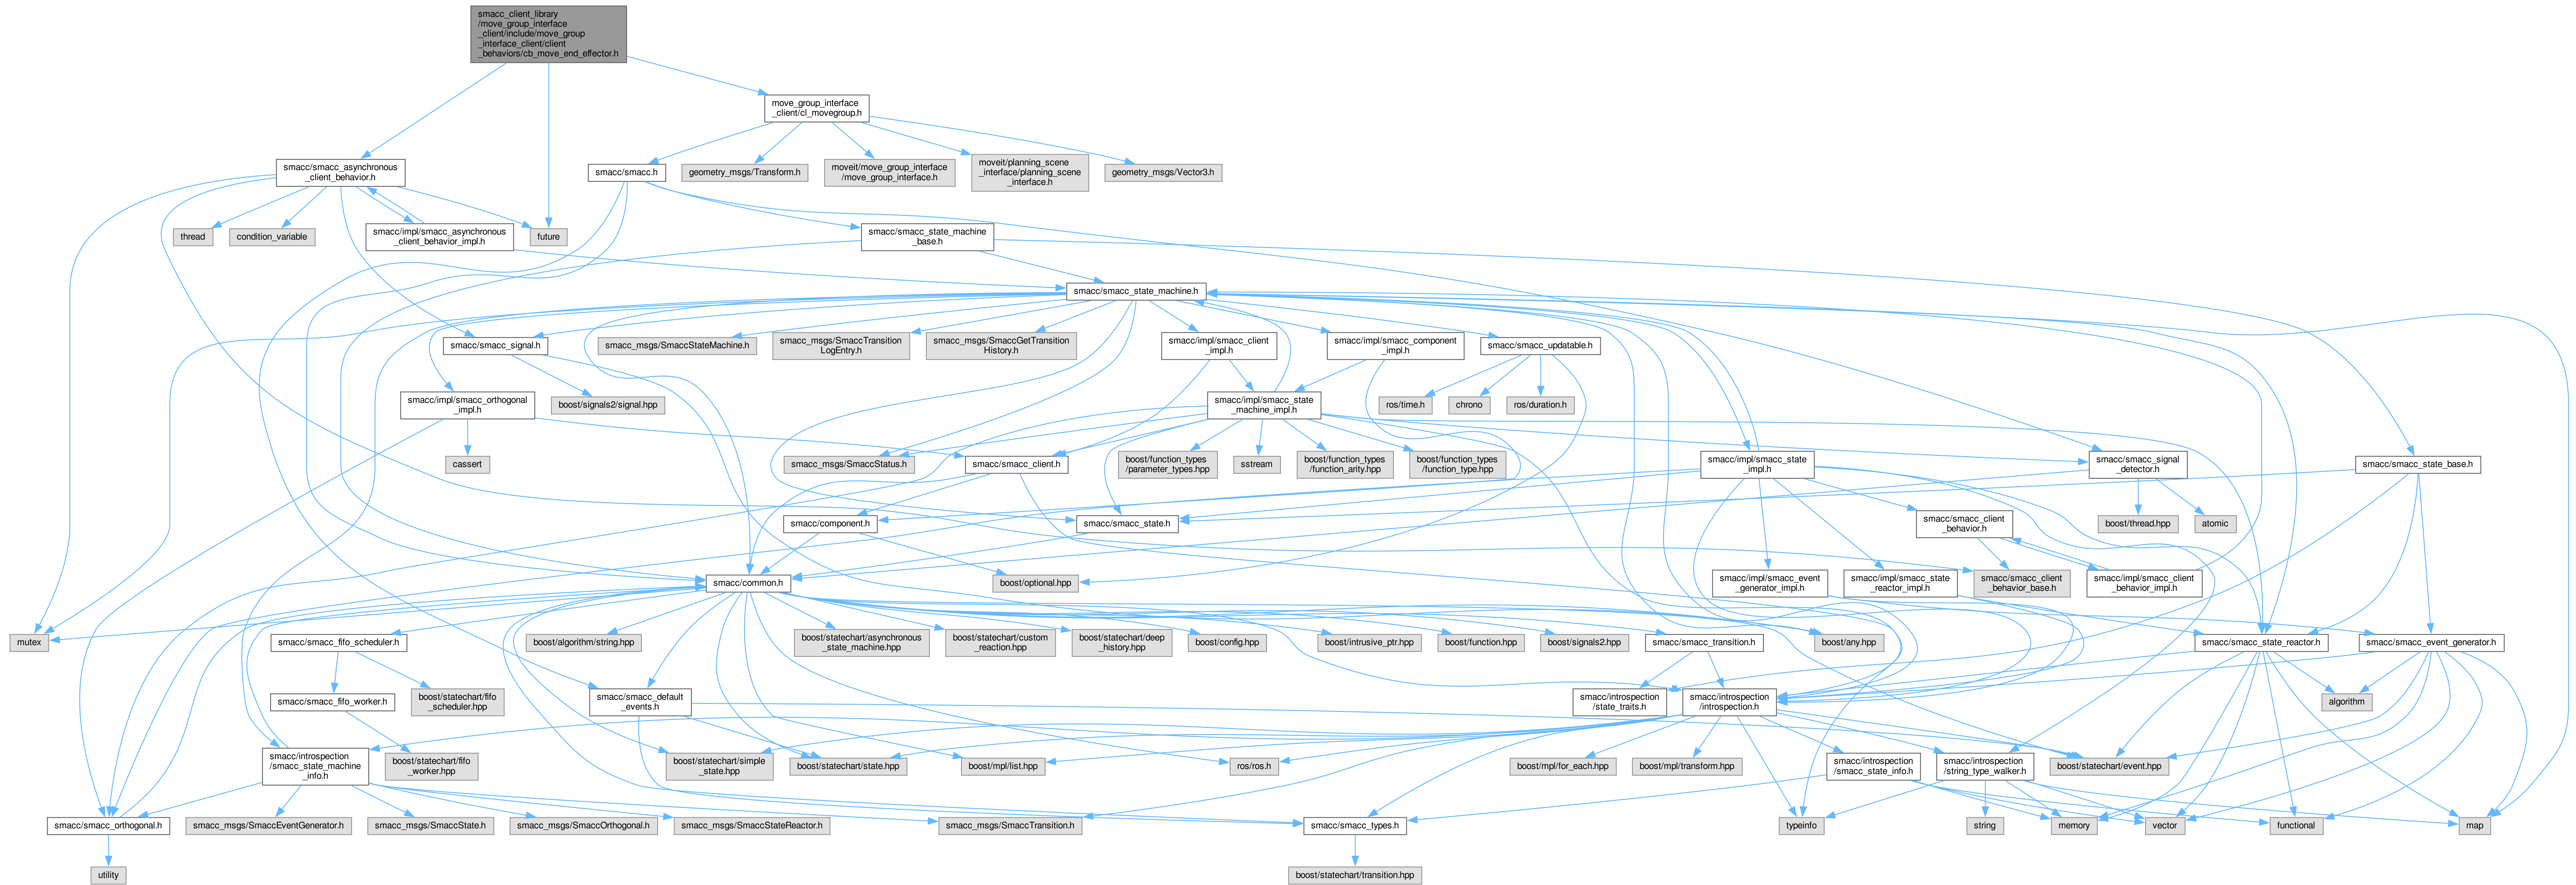 smacc_client_library
/move_group_interface
_client/include/move_group
_interface_client/client
_behaviors/cb_move_end_effector.h
move_group_interface
_client/cl_movegroup.h
smacc/smacc_asynchronous
_client_behavior.h
smacc/smacc.h
geometry_msgs/Transform.h
moveit/move_group_interface
/move_group_interface.h
moveit/planning_scene
_interface/planning_scene
_interface.h
geometry_msgs/Vector3.h
thread
condition_variable
smacc/impl/smacc_asynchronous
_client_behavior_impl.h
future
smacc/smacc_state_machine
_base.h
smacc/smacc_state_machine.h
smacc/smacc_signal.h
smacc_msgs/SmaccStateMachine.h
smacc_msgs/SmaccTransition
LogEntry.h
smacc_msgs/SmaccGetTransition
History.h
smacc/impl/smacc_client
_impl.h
smacc/impl/smacc_component
_impl.h
smacc/smacc_updatable.h
smacc/impl/smacc_orthogonal
_impl.h
boost/signals2/signal.hpp
smacc/impl/smacc_state
_machine_impl.h
ros/time.h
chrono
ros/duration.h
cassert
smacc_msgs/SmaccStatus.h
smacc/smacc_client.h
boost/function_types
/parameter_types.hpp
sstream
boost/function_types
/function_arity.hpp
boost/function_types
/function_type.hpp
smacc/impl/smacc_state
_impl.h
smacc/smacc_signal
_detector.h
smacc/smacc_state_base.h
smacc/component.h
smacc/smacc_state.h
smacc/smacc_client
_behavior.h
boost/thread.hpp
atomic
smacc/common.h
boost/optional.hpp
smacc/impl/smacc_event
_generator_impl.h
smacc/impl/smacc_state
_reactor_impl.h
smacc/smacc_client
_behavior_base.h
smacc/impl/smacc_client
_behavior_impl.h
mutex
smacc/smacc_fifo_scheduler.h
boost/algorithm/string.hpp
boost/statechart/asynchronous
_state_machine.hpp
boost/statechart/custom
_reaction.hpp
boost/statechart/deep
_history.hpp
boost/config.hpp
boost/intrusive_ptr.hpp
boost/function.hpp
boost/signals2.hpp
smacc/smacc_transition.h
boost/any.hpp
smacc/smacc_state_reactor.h
smacc/smacc_event_generator.h
smacc/smacc_fifo_worker.h
boost/statechart/fifo
_scheduler.hpp
smacc/smacc_default
_events.h
smacc/introspection
/state_traits.h
smacc/introspection
/introspection.h
algorithm
smacc/introspection
/smacc_state_machine
_info.h
boost/statechart/fifo
_worker.hpp
boost/statechart/simple
_state.hpp
boost/statechart/state.hpp
boost/mpl/list.hpp
ros/ros.h
boost/mpl/for_each.hpp
boost/mpl/transform.hpp
smacc/introspection
/smacc_state_info.h
smacc/introspection
/string_type_walker.h
boost/statechart/event.hpp
smacc/smacc_orthogonal.h
smacc_msgs/SmaccEventGenerator.h
smacc_msgs/SmaccState.h
smacc_msgs/SmaccOrthogonal.h
smacc_msgs/SmaccStateReactor.h
smacc_msgs/SmaccTransition.h
smacc/smacc_types.h
typeinfo
string
memory
vector
functional
map
utility
boost/statechart/transition.hpp